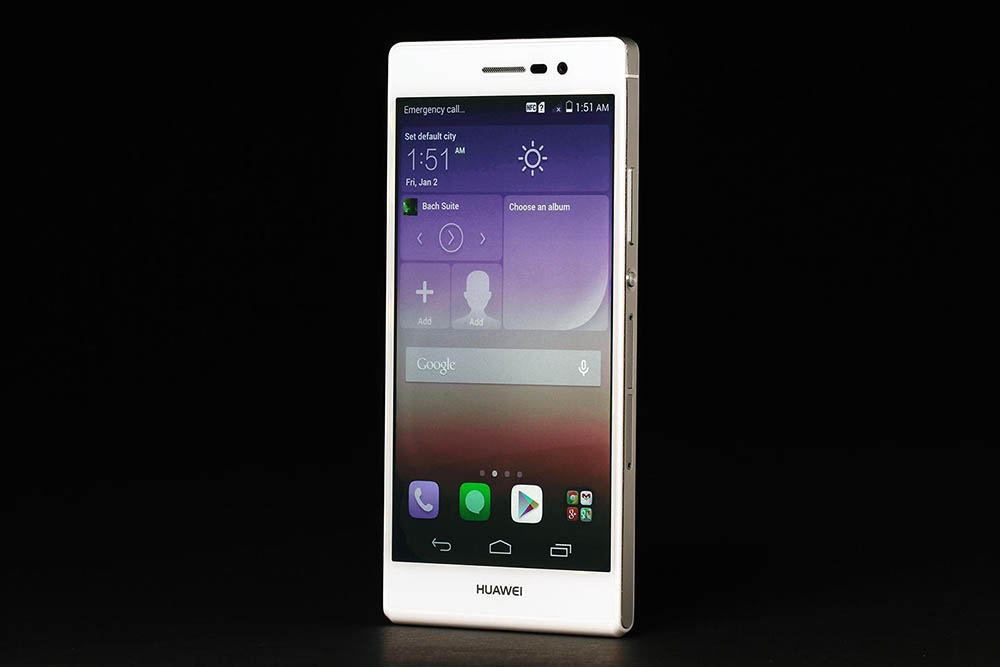 Emergency call...
NFC ? x 1:51 AM
Set default city
1:51 AM
Fri, Jan 2
Bach Suite
Choose an album
Add
Add
Google
HUAWEI